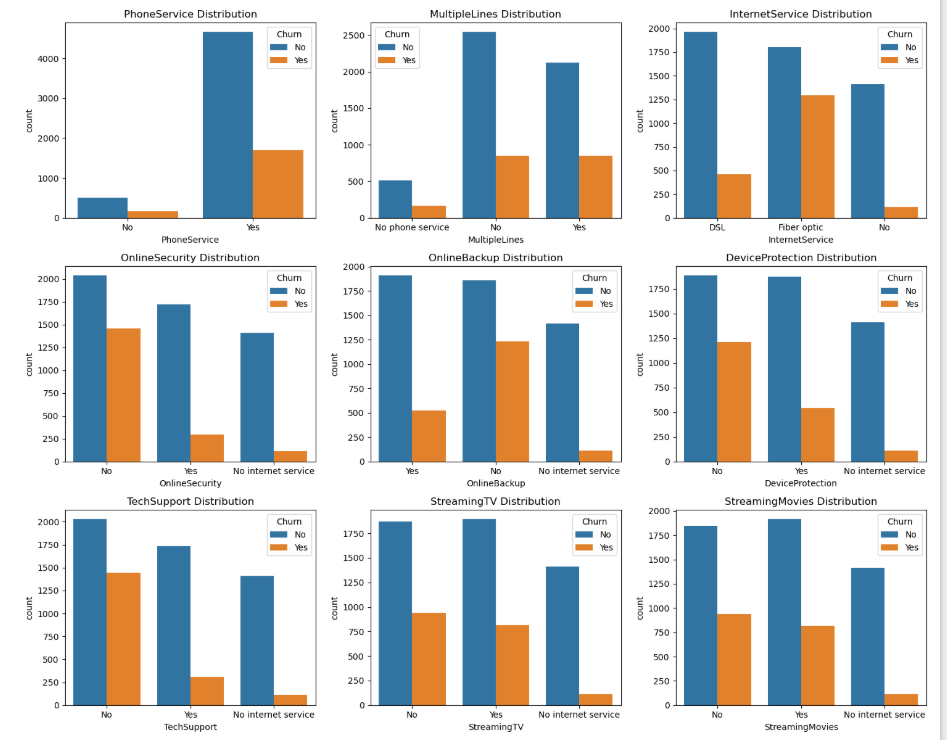 PhoneService Distribution
Churn
No
Yes
4000
3000
2000
1000
0
count
No Yes
PhoneService
MultipleLines Distribution
Churn
No
Yes
2500
2000
1500
1000
500
0
count
No phone service No Yes
MultipleLines
InternetService Distribution
Churn
No
Yes
2000
1750
1500
1250
1000
750
500
250
0
count
DSL Fiber optic No
InternetService
OnlineSecurity Distribution
Churn
No
Yes
2000
1750
1500
1250
1000
750
500
250
0
count
No Yes No internet service
OnlineSecurity
OnlineBackup Distribution
Churn
No
Yes
2000
1750
1500
1250
1000
750
500
250
0
count
Yes No No internet service
OnlineBackup
DeviceProtection Distribution
Churn
No
Yes
1750
1500
1250
1000
750
500
250
0
count
No Yes No internet service
DeviceProtection
TechSupport Distribution
Churn
No
Yes
2000
1750
1500
1250
1000
750
500
250
0
count
No Yes No internet service
TechSupport
StreamingTV Distribution
Churn
No
Yes
1750
1500
1250
1000
750
500
250
0
count
No Yes No internet service
StreamingTV
StreamingMovies Distribution
Churn
No
Yes
2000
1750
1500
1250
1000
750
500
250
0
count
No Yes No internet service
StreamingMovies